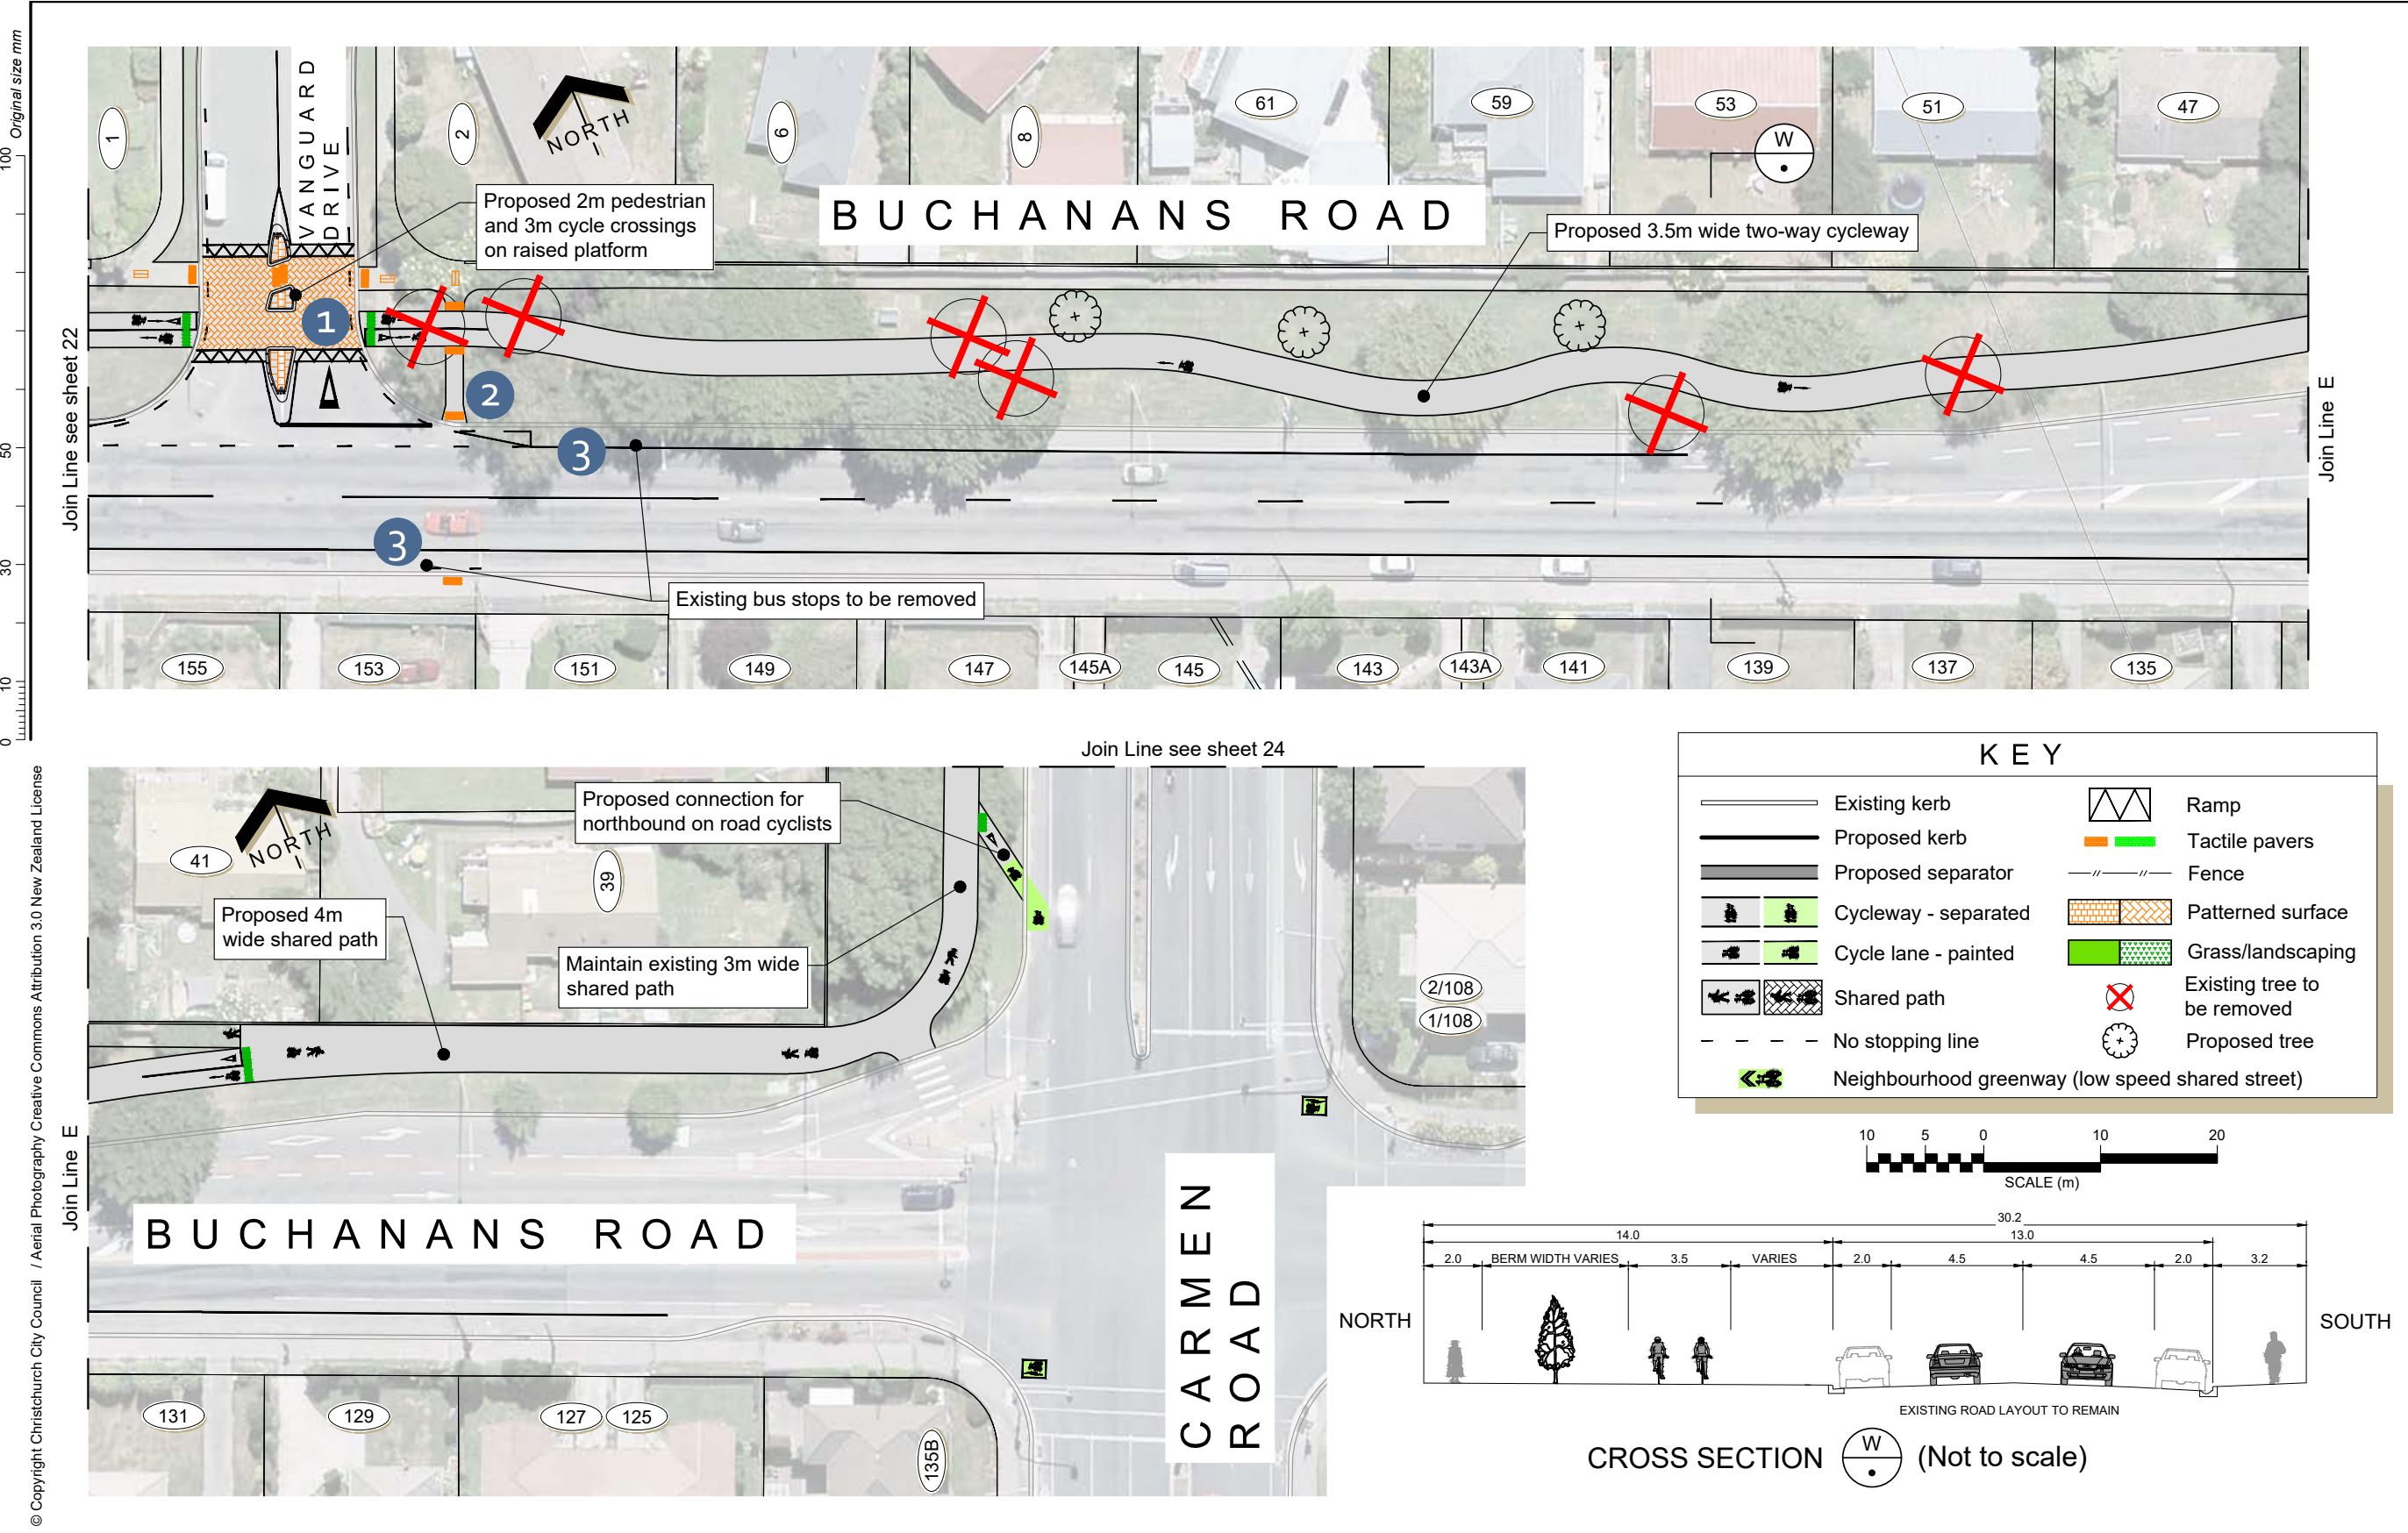 Original size mm
100
50
30
10
0
© Copyright Christchurch City Council / Aerial Photography Creative Commons Attribution 3.0 New Zealand License
Join Line see sheet 22
VANGUARD
DRIVE
1
2
6
8
61
59
53
51
47
NORTH
W
Proposed 2m pedestrian
and 3m cycle crossings
on raised platform
BUCHANANS ROAD
Proposed 3.5m wide two-way cycleway
1
2
3
3
Existing bus stops to be removed
Join Line E
155
153
151
149
147
145A
145
143
143A
141
139
137
135
Join Line see sheet 24
Proposed connection for
northbound on road cyclists
NORTH
41
39
Proposed 4m
wide shared path
Maintain existing 3m wide
shared path
2/108
1/108
Join Line E
BUCHANANS ROAD
CARMEN
ROAD
131
129
127
125
135B
KEY
Existing kerb
Proposed kerb
Proposed separator
Cycleway - separated
Cycle lane - painted
Shared path
No stopping line
Neighbourhood greenway (low speed shared street)
Ramp
Tactile pavers
Fence
Patterned surface
Grass/landscaping
Existing tree to
be removed
Proposed tree
10 5 0 10 20
SCALE (m)
30.2
14.0 13.0
2.0 BERM WIDTH VARIES 3.5 VARIES 2.0 4.5 4.5 2.0 3.2
NORTH
SOUTH
EXISTING ROAD LAYOUT TO REMAIN
CROSS SECTION W (Not to scale)